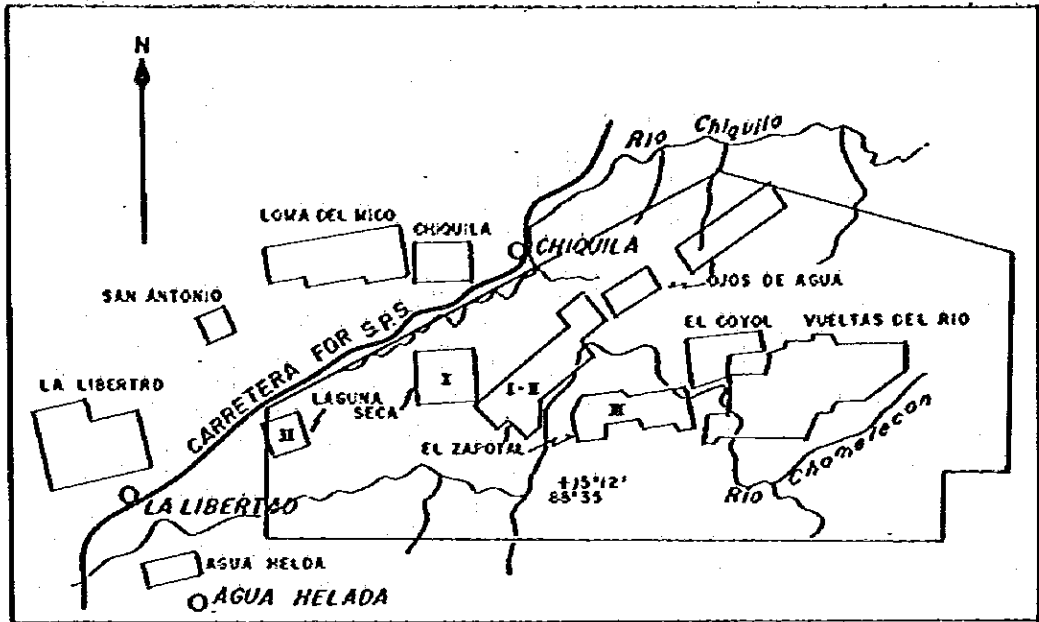 N
Rio Chiquilo
LOMA DEL MICO
CHIQUILA
CHIQUILA
OJOS DE AGUA
SAN ANTONIO
CARRETERA FOR S.P.S
EL COYOL
VUELTAS DEL RIO
LA LIBERTAD
LAGUNA
SECA
I
I-II
III
II
EL ZAPOTAL
Rio Chamelecon
+15°12'
88°35
LA LIBERTAD
AGUA HELDA
AGUA HELADA